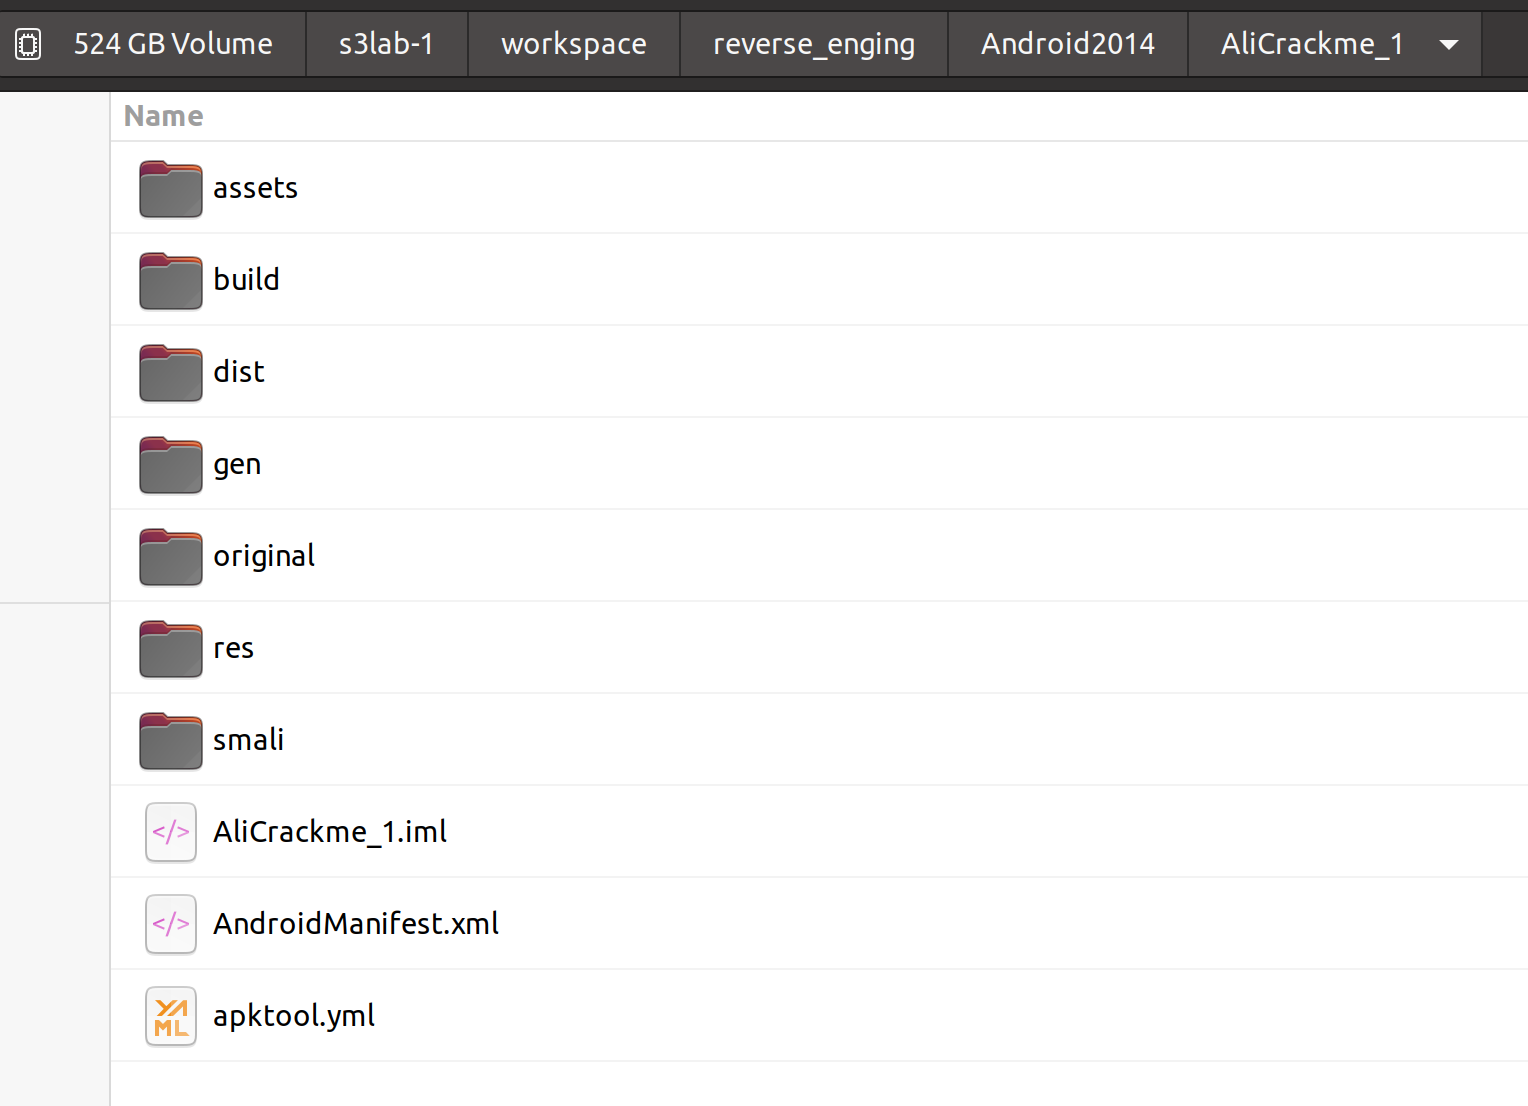 524 GB Volume s3lab-1 workspace reverse_enging Android2014 AliCrackme_1
Name
assets
build
dist
gen
original
res
smali
</> AliCrackme_1.iml
</> AndroidManifest.xml
YAML apktool.yml